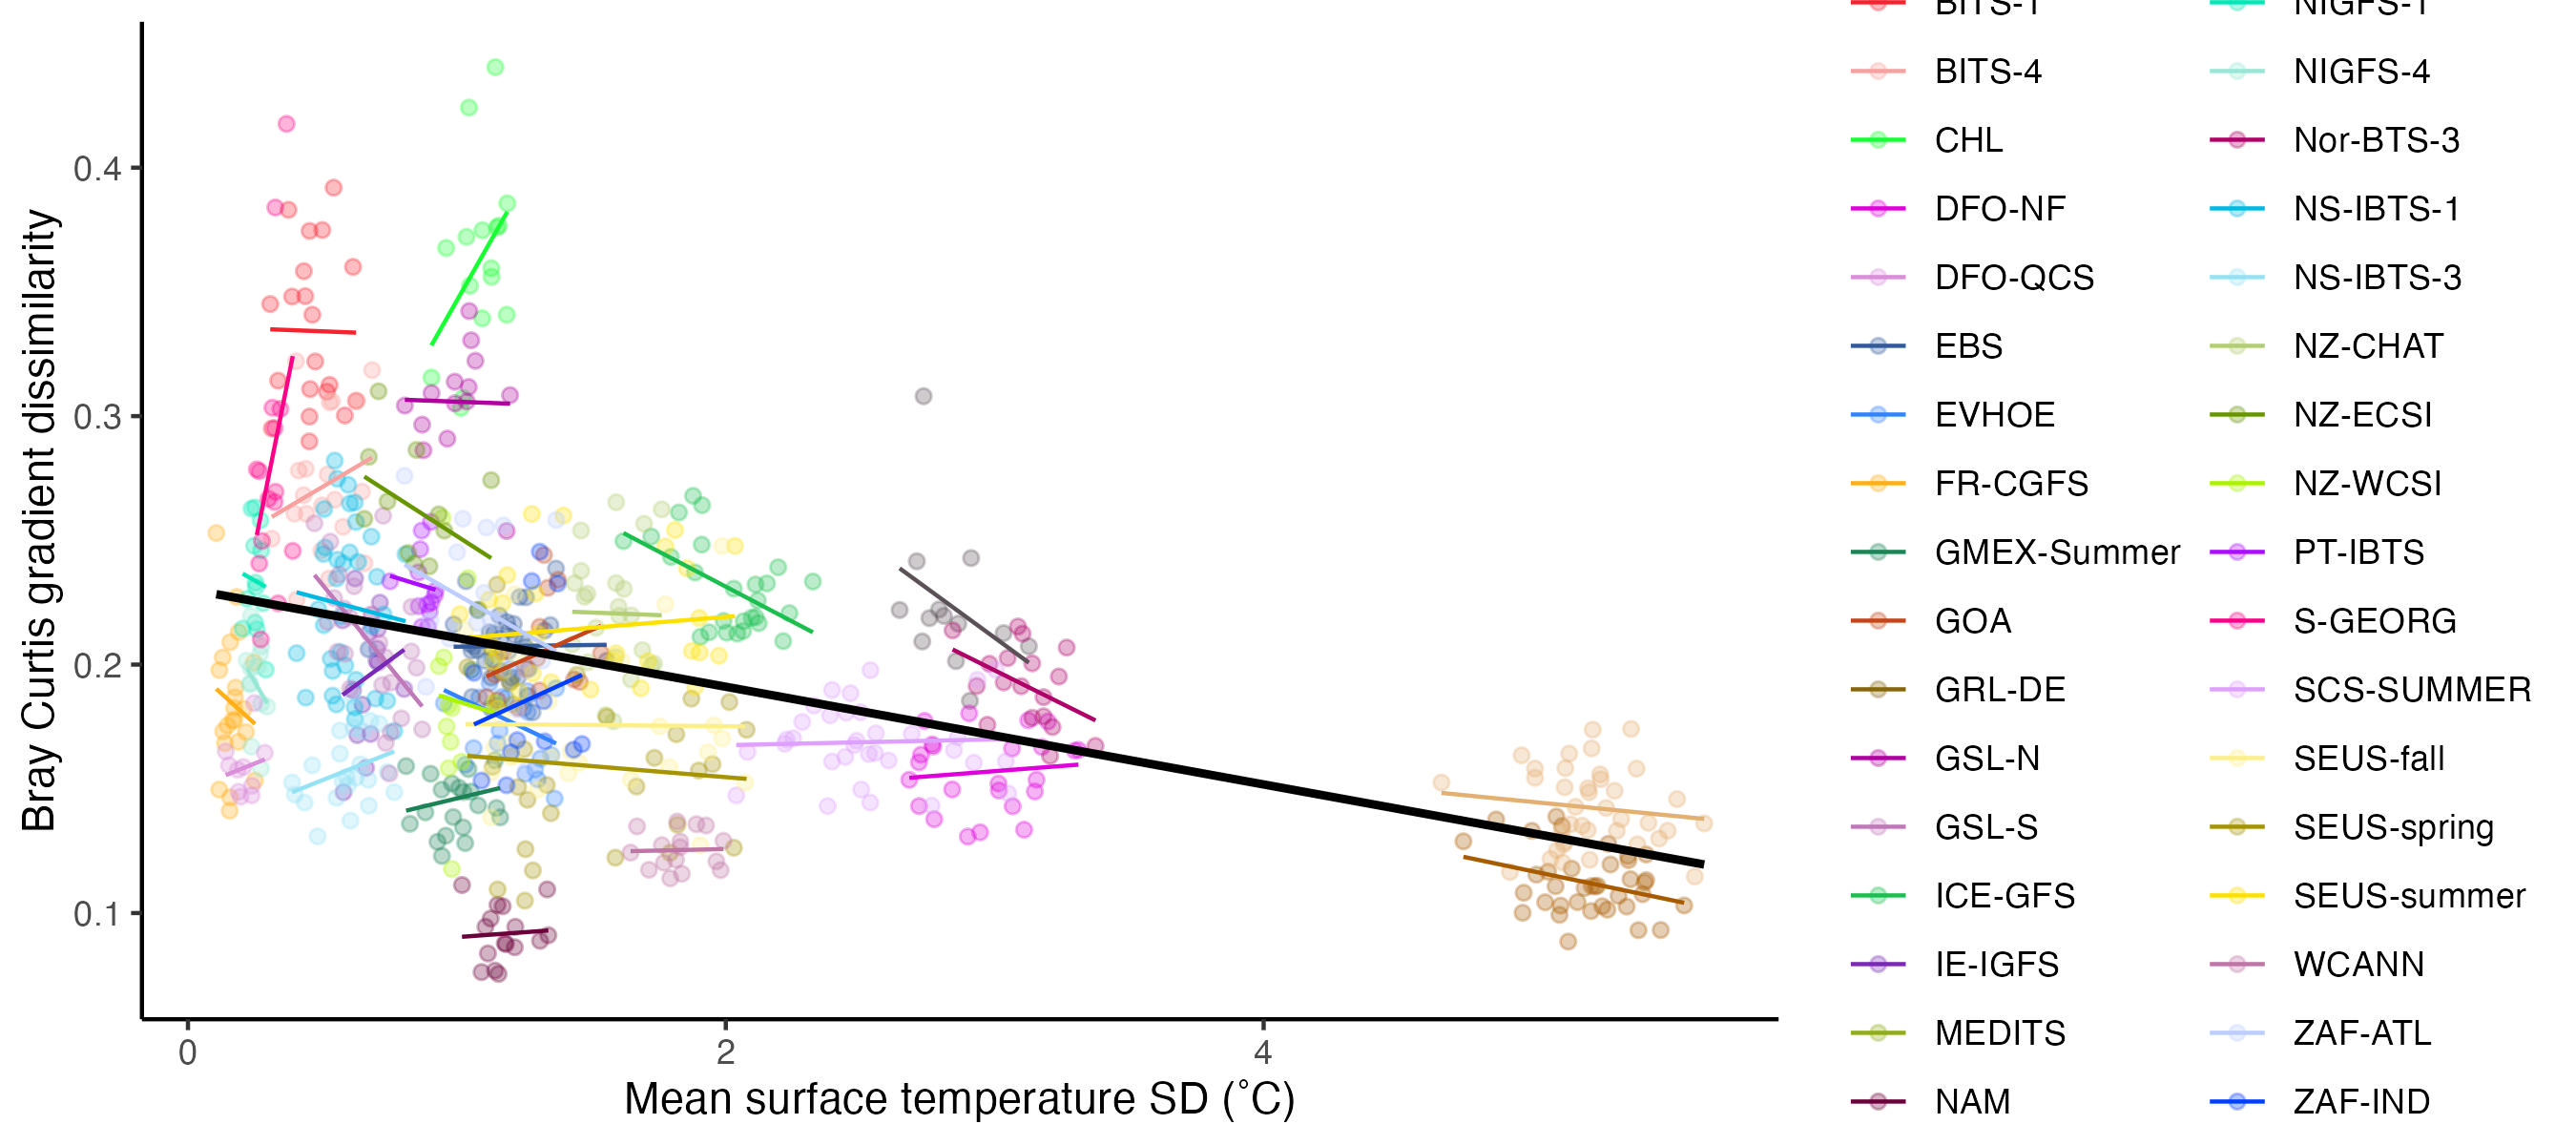 Bray Curtis gradient dissimilarity
0.4
0.3
0.2
0.1
0
2
4
Mean surface temperature SD (˚C)
BITS-1
BITS-4
CHL
DFO-NF
DFO-QCS
EBS
EVHOE
FR-CGFS
GMEX-Summer
GOA
GRL-DE
GSL-N
GSL-S
ICE-GFS
IE-IGFS
MEDITS
NAM
NIGFS-1
NIGFS-4
Nor-BTS-3
NS-IBTS-1
NS-IBTS-3
NZ-CHAT
NZ-ECSI
NZ-WCSI
PT-IBTS
S-GEORG
SCS-SUMMER
SEUS-fall
SEUS-spring
SEUS-summer
WCANN
ZAF-ATL
ZAF-IND